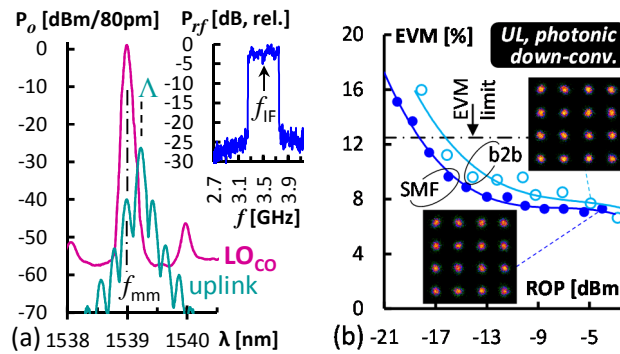 P_o [dBm/80pm]
0
-10
-20
-30
-40
-50
-60
-70
Λ
LO_CO
uplink
f_mm
1538
1539
1540
λ [nm]
(a)
P_rf [dB, rel.]
0
-5
-10
-15
-20
-25
-30
f_IF
2.7
3.1
3.5
3.9
f [GHz]
EVM [%]
20
16
12
8
4
0
UL, photonic
down-conv.
EVM
limit
b2b
SMF
ROP [dBm]
-21
-17
-13
-9
-5
(b)